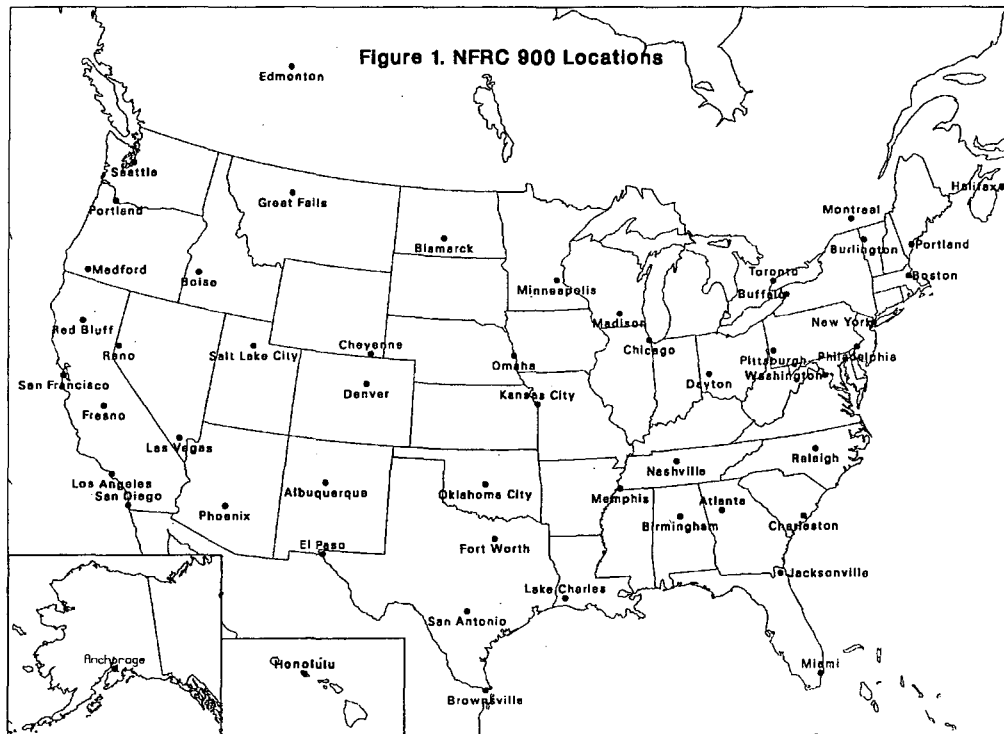 Figure 1. NFRC 900 Locations
Edmonton
Seattle
Portland
Great Falls
Halifax
Montreal
Bismarck
Burlington
Portland
Medford
Boise
Minneapolis
Toronto
Boston
Buffalo
Red Bluff
Madison
New York
Reno
Salt Lake City
Cheyenne
Chicago
Pittburgh
Philadelphia
Omaha
San Francisco
Denver
Dayton
Washington
Kansas City
Fresno
Las Vegas
Raleigh
Nashville
Los Angeles
San Diego
Albuquerque
Oklahoma City
Memphis
Atlanta
Phoenix
Birmingham
Charleston
El Paso
Fort Worth
Jacksonville
Lake Charles
San Antonio
Anchorage
Honolulu
Miami
Brownsville